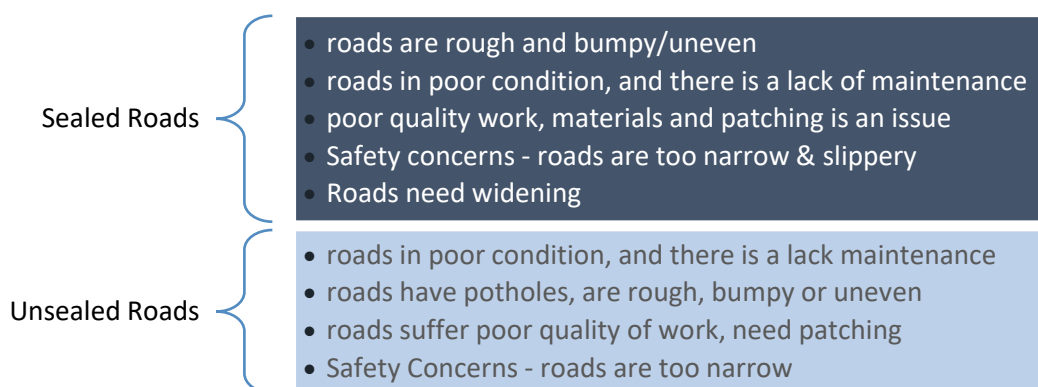 Sealed Roads
• roads are rough and bumpy/uneven
• roads in poor condition, and there is a lack of maintenance
• poor quality work, materials and patching is an issue
• Safety concerns - roads are too narrow & slippery
• Roads need widening
Unsealed Roads
• roads in poor condition, and there is a lack maintenance
• roads have potholes, are rough, bumpy or uneven
• roads suffer poor quality of work, need patching
• Safety Concerns - roads are too narrow